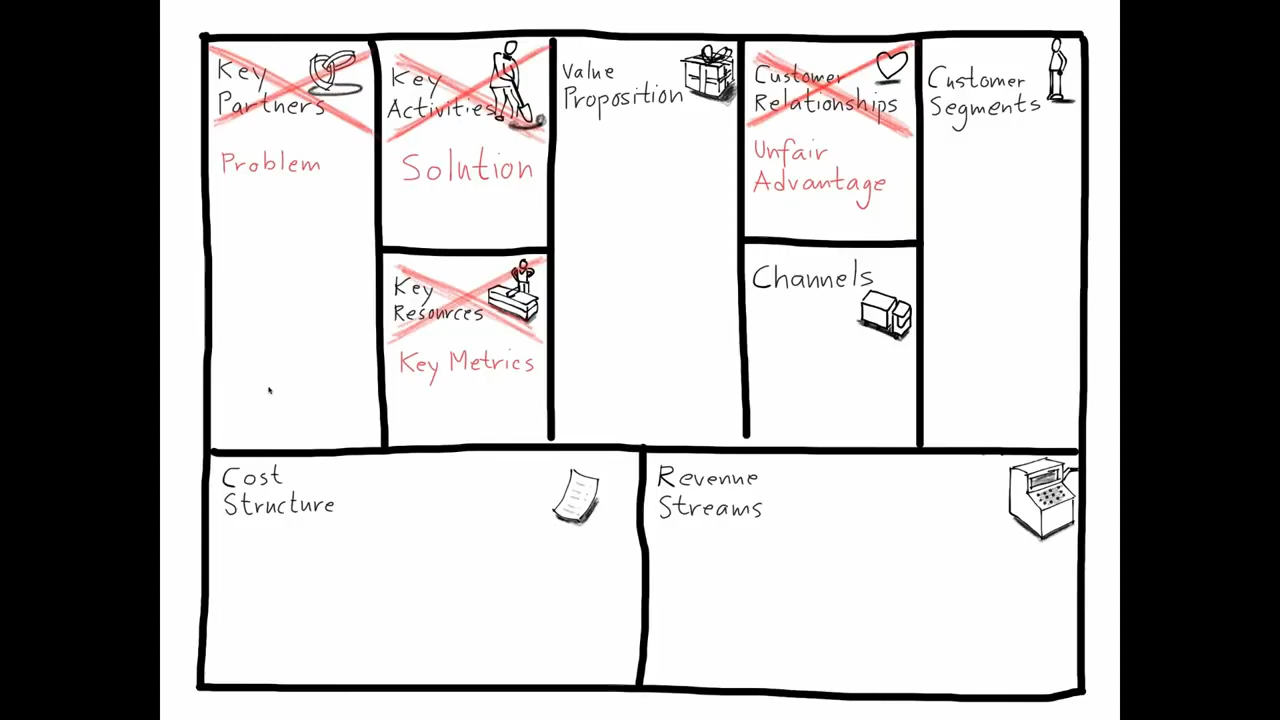 Key
Partners
Problem
Key
Activities
Solution
Key
Resources
Key Metrics
Value
Proposition
Customer
Relationships
Unfair
Advantage
Channels
Customer
Segments
Cost
Structure
Revenue
Streams